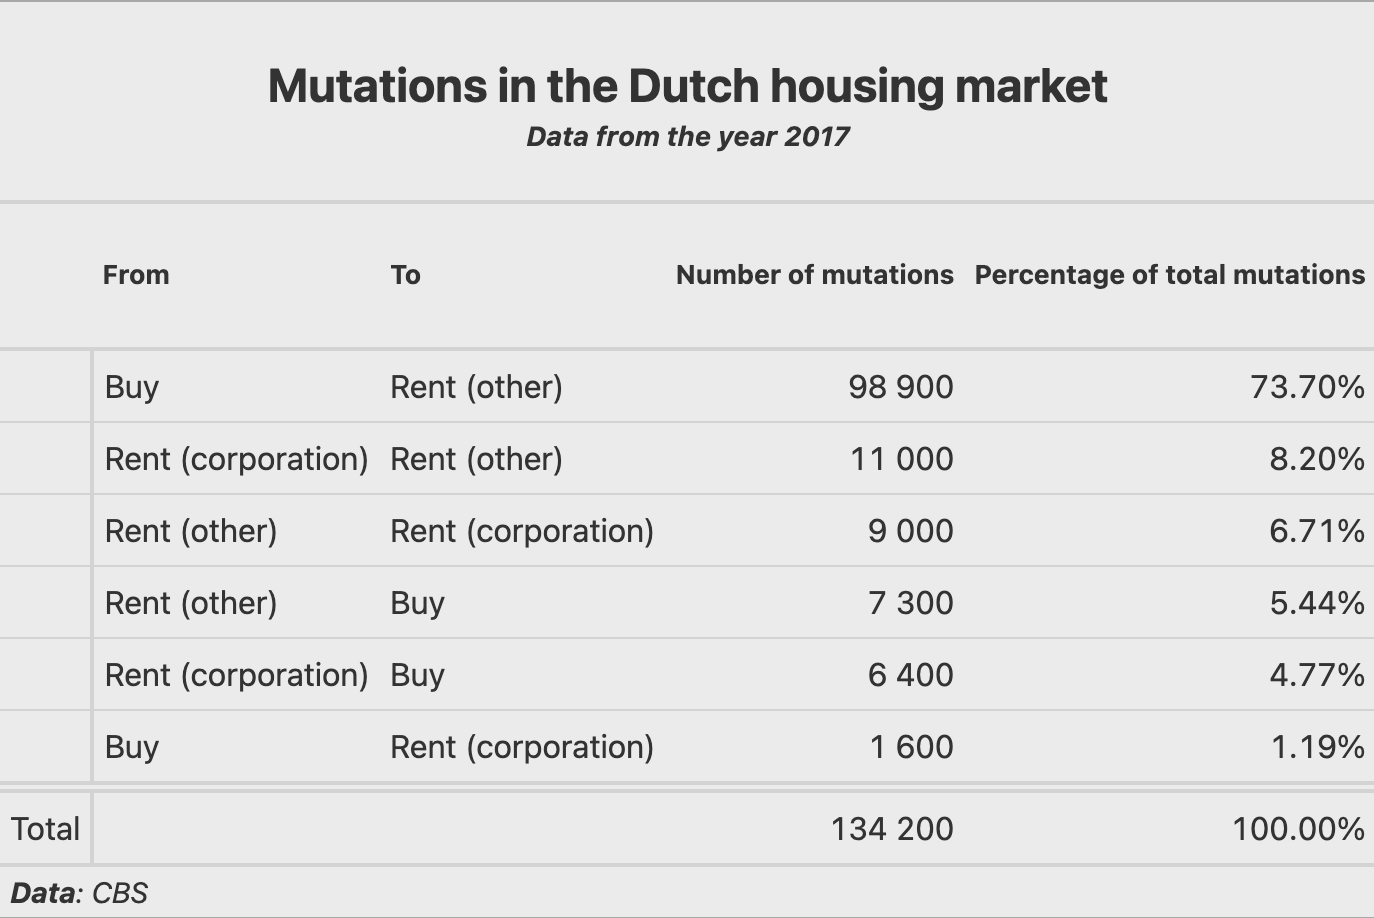 Mutations in the Dutch housing market
Data from the year 2017
From To Number of mutations Percentage of total mutations
Buy Rent (other) 98 900 73.70%
Rent (corporation) Rent (other) 11 000 8.20%
Rent (other) Rent (corporation) 9 000 6.71%
Rent (other) Buy 7 300 5.44%
Rent (corporation) Buy 6 400 4.77%
Buy Rent (corporation) 1 600 1.19%
Total 134 200 100.00%
Data: CBS